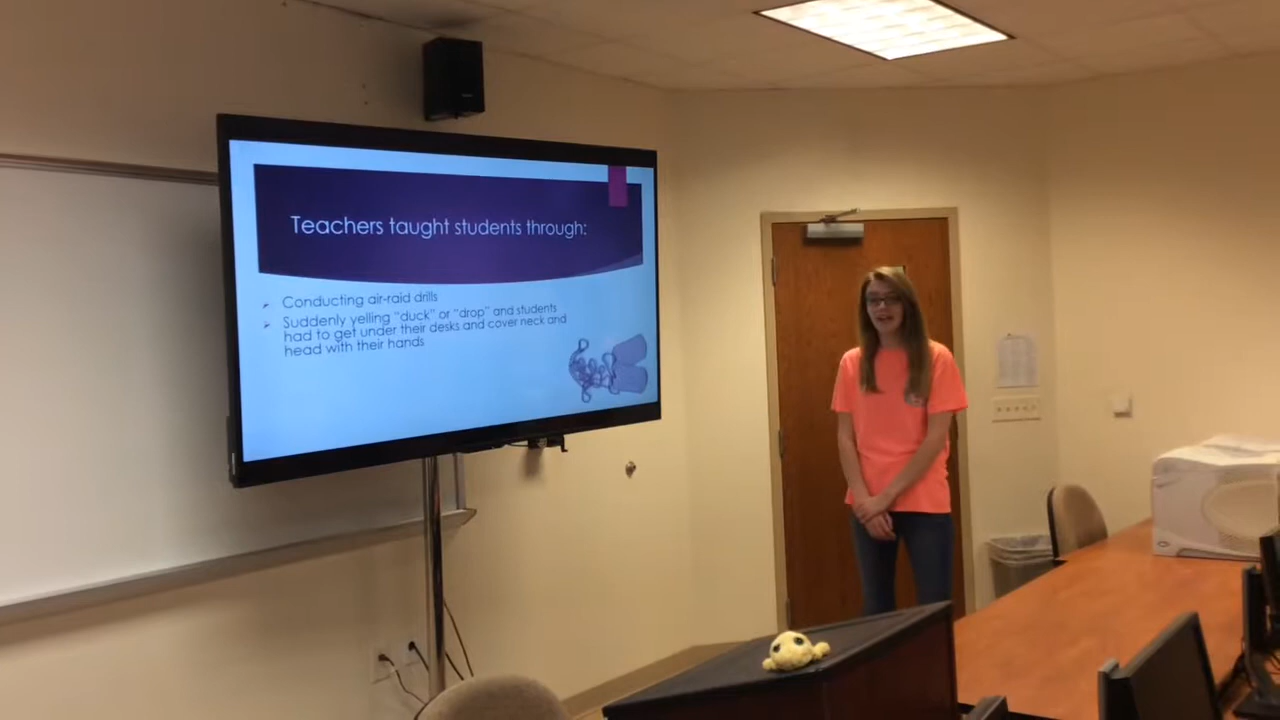 Teachers taught students through:
Conducting air-raid drills
Suddenly yelling “duck” or “drop” and students
had to get under their desks and cover neck and
head with their hands